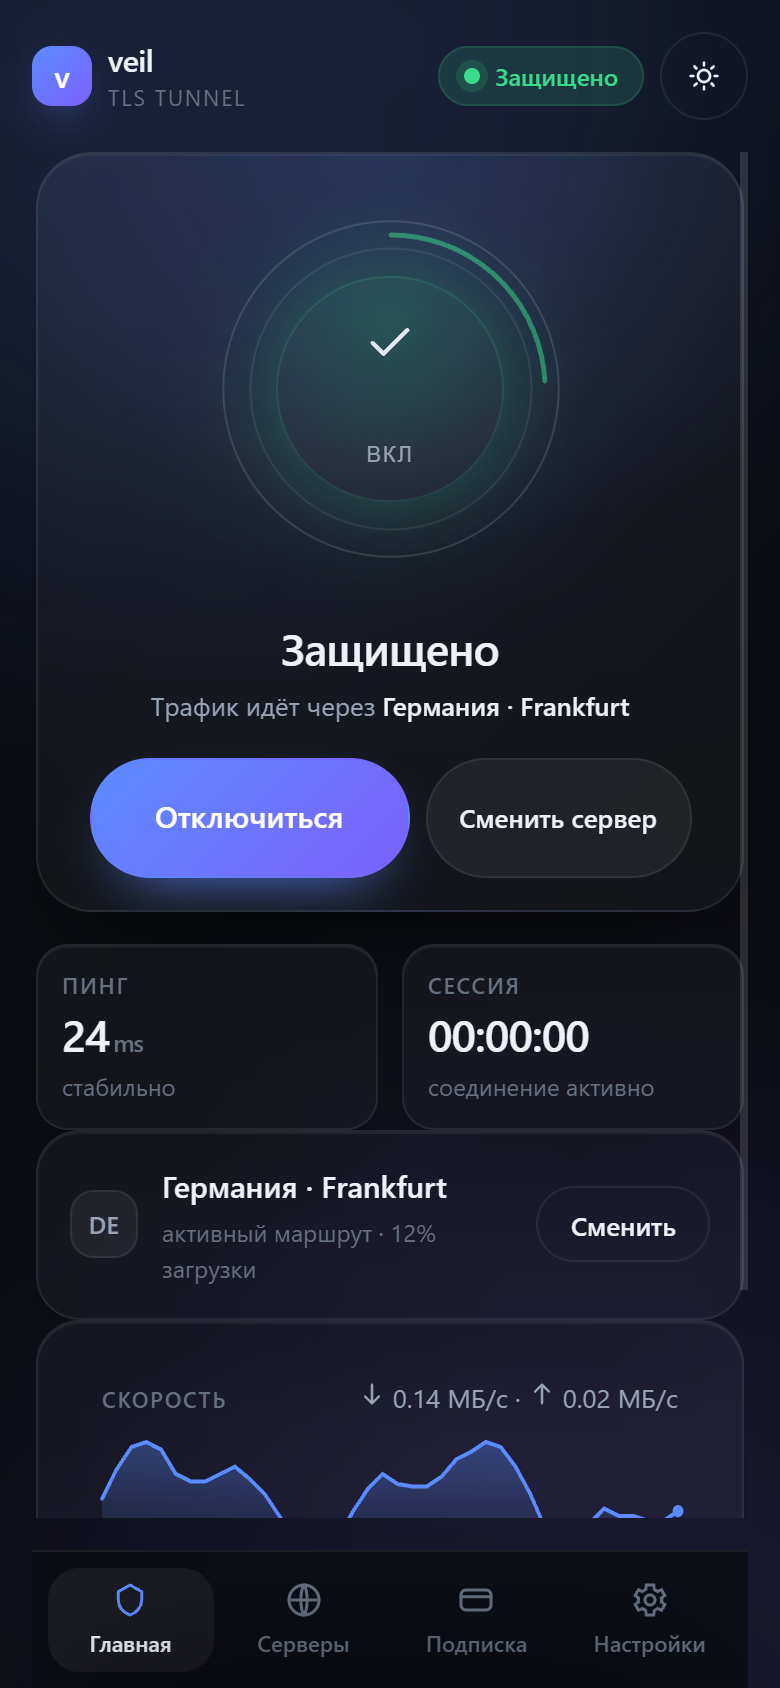 v
veil
TLS TUNNEL
Защищено
ВКЛ
Защищено
Трафик идёт через Германия · Frankfurt
Отключиться
Сменить сервер
ПИНГ
24 ms
стабильно
СЕССИЯ
00:00:00
соединение активно
DE
Германия · Frankfurt
активный маршрут · 12%
загрузки
Сменить
СКОРОСТЬ
↓ 0.14 МБ/с · ↑ 0.02 МБ/с
Главная
Серверы
Подписка
Настройки